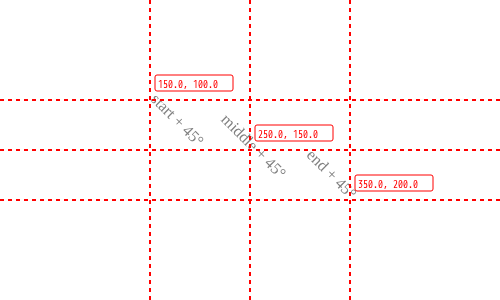 150.0, 100.0
start + 45°
250.0, 150.0
middle + 45°
350.0, 200.0
end + 45°